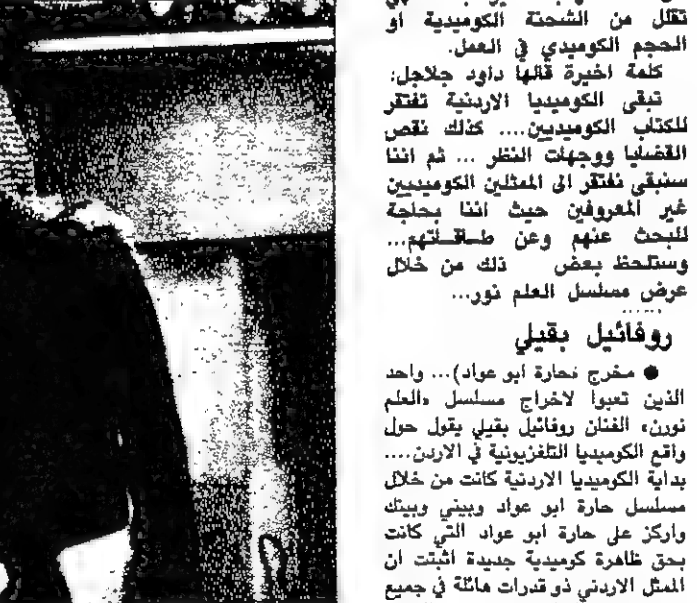 تقلل من الشحنة الكوميدية او
الحجم الكوميدي في العمل.
كلمة اخيرة قالها داود جلاجل:
تبقى الكوميديا الاردنية تفتقر
للكتاب الكوميديين.... كذلك نقص
القضايا ووجهات النظر ... ثم اننا
سنبقى نفتقر الى الممثلين الكوميديين
غير المعروفين حيث اننا بحاجة
للبحث عنهم وعن طـاقـاتهم...
وستلحظ بعض ذلك من خلال
عرض مسلسل العلم نور...
روفائيل بقيلي
● مخرج «حارة ابو عواد)... واحد
الذين تعبوا لاخراج مسلسل «العلم
نورن» الفنان روفائيل بقيلي يقول حول
واقع الكوميديا التلفزيونية في الاردن....
بداية الكوميديا الاردنية كانت من خلال
مسلسل حارة ابو عواد وبيني وبينك
واركز على حارة ابو عواد التي كانت
بحق ظاهرة كوميدية جديدة اثبتت ان
الممثل الاردني ذو قدرات هائلة في جميع